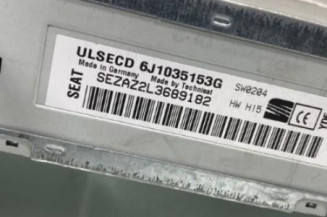 ULSECD 6J1035153G
Made in Germany Made by Technisat
SEZAZ2L3689182
SEAT
SW0204
HW H15
CE